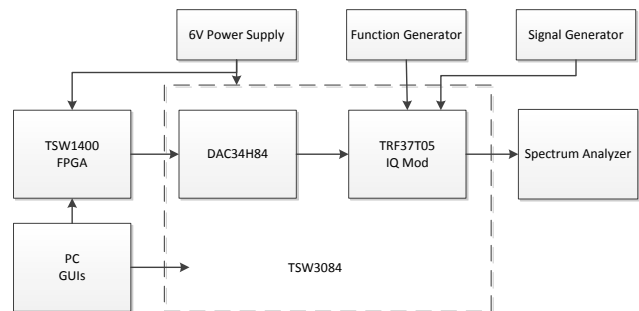 6V Power Supply
Function Generator
Signal Generator
TSW1400
FPGA
DAC34H84
TRF37T05
IQ Mod
Spectrum Analyzer
PC
GUIs
TSW3084